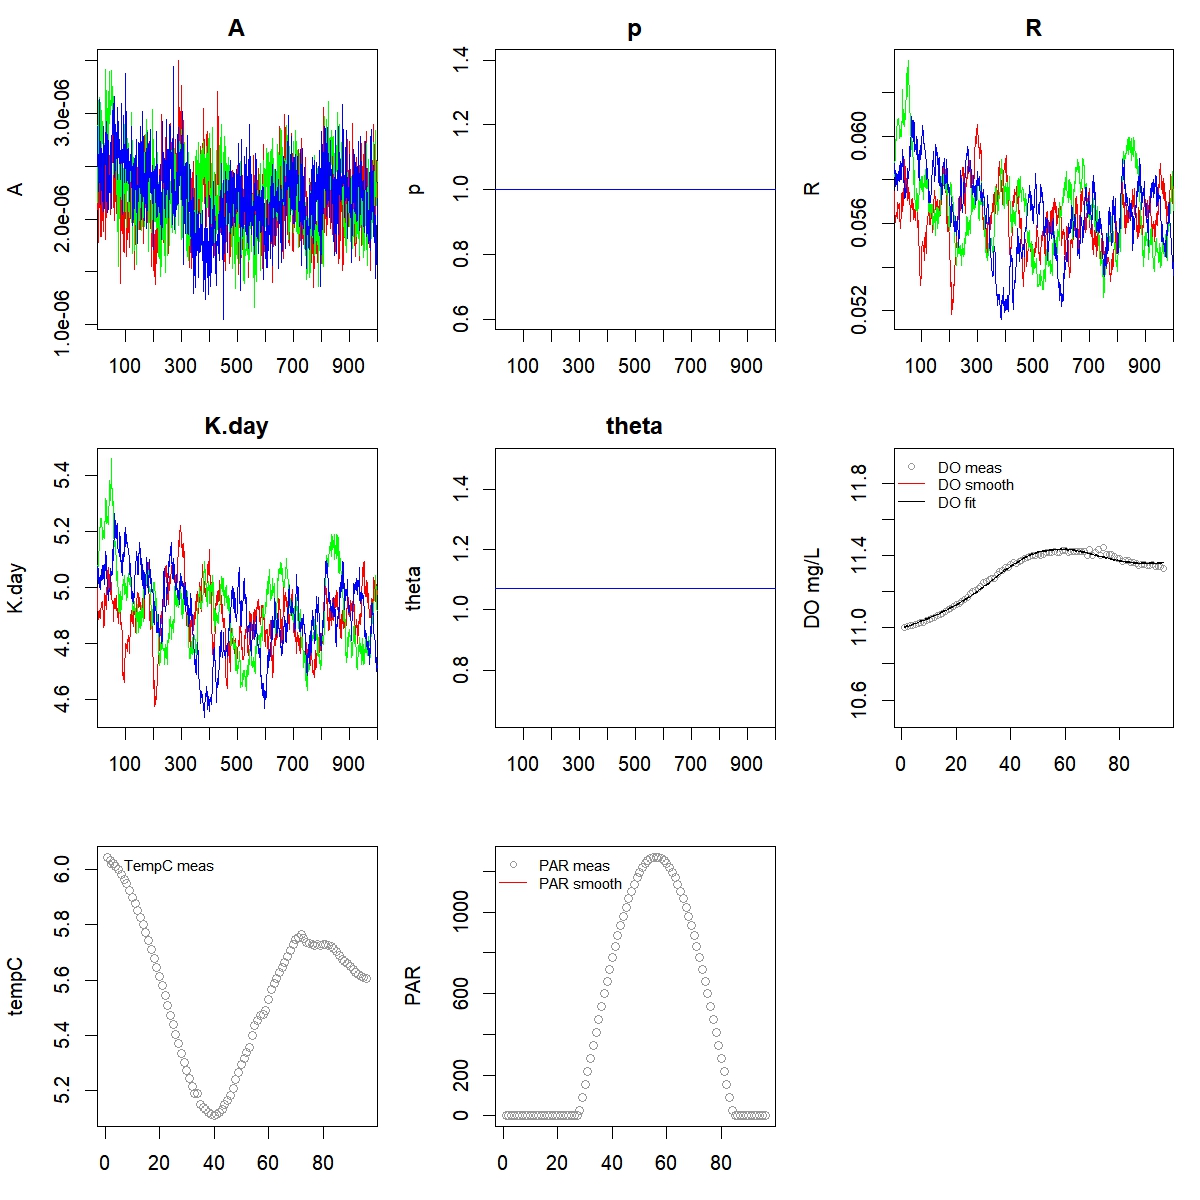 A
3.0e-06
2.0e-06
1.0e-06
A
100 300 500 700 900
p
1.4
1.2
1.0
0.8
0.6
p
100 300 500 700 900
R
0.060
0.056
0.052
R
100 300 500 700 900
K.day
5.4
5.2
5.0
4.8
4.6
K.day
100 300 500 700 900
theta
1.4
1.2
1.0
0.8
theta
100 300 500 700 900
DO meas
DO smooth
DO fit
11.8
11.4
11.0
10.6
DO mg/L
0 20 40 60 80
TempC meas
6.0
5.8
5.6
5.4
5.2
tempC
0 20 40 60 80
PAR meas
PAR smooth
1000
600
200
0
PAR
0 20 40 60 80